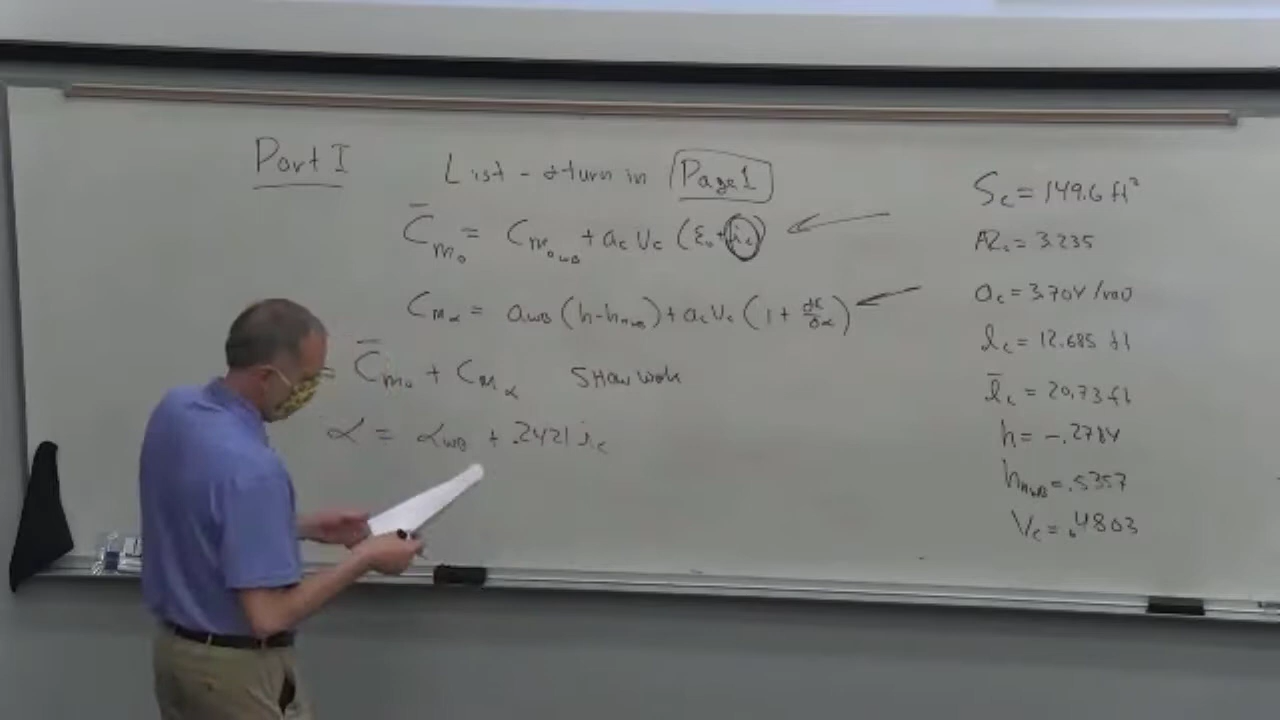 Part I
List - & turn in Page 1
C̄m₀ = Cm₀WB + ac Vc (ε₀ + ic)
Cmα = aWB (h - hnWB) + ac Vc (1 + ∂ε/∂α)
C̄m₀ + Cmα SHOW WORK
α = αWB + .2421 ic
Sc = 149.6 ft²
ARc = 3.235
ac = 3.704 /rad
lc = 12.685 ft
l̄c = 20.73 ft
h = -.2784
hnWB = .5357
Vc = .4803